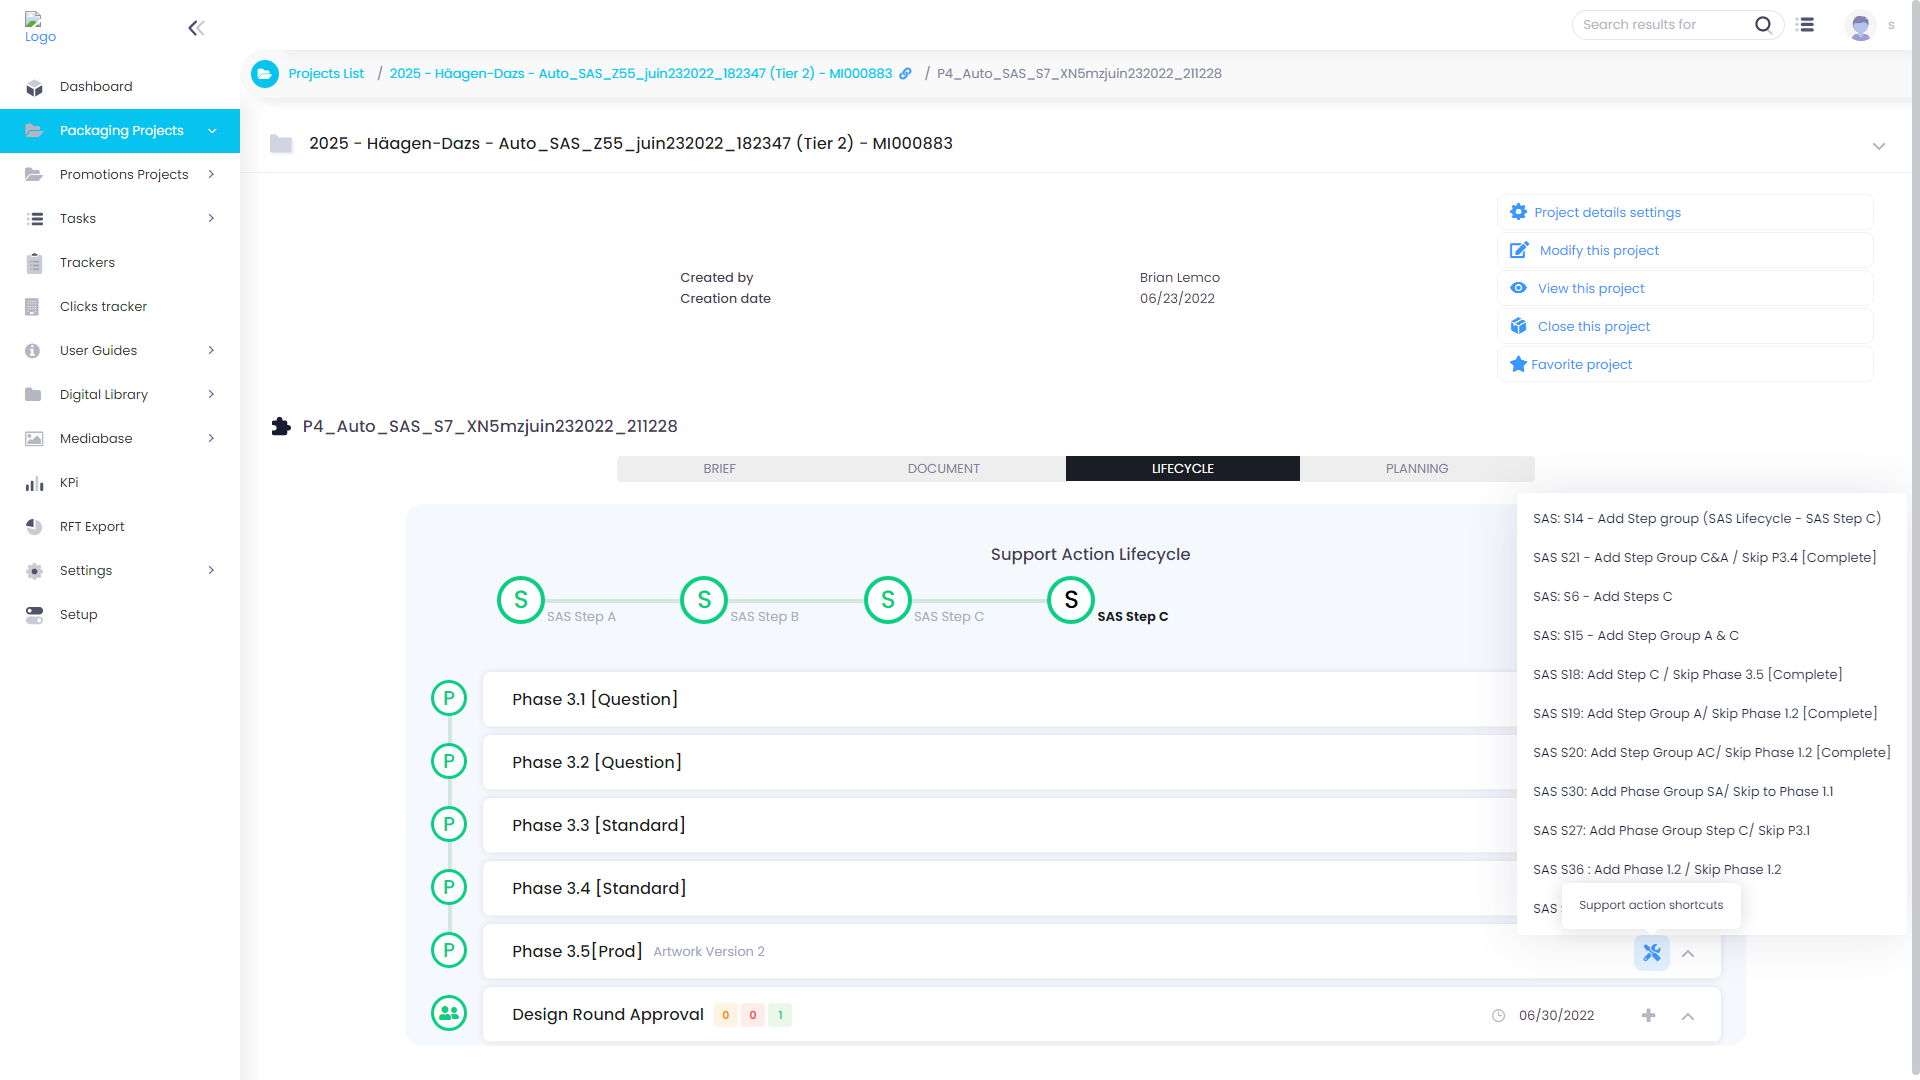 Logo
Search results for
s
Projects List / 2025 - Häagen-Dazs - Auto_SAS_Z55_juin232022_182347 (Tier 2) - MI000883 / P4_Auto_SAS_S7_XN5mzjuin232022_211228
Dashboard
Packaging Projects
Promotions Projects
Tasks
Trackers
Clicks tracker
User Guides
Digital Library
Mediabase
KPi
RFT Export
Settings
Setup
2025 - Häagen-Dazs - Auto_SAS_Z55_juin232022_182347 (Tier 2) - MI000883
Created by Brian Lemco
Creation date 06/23/2022
Project details settings
Modify this project
View this project
Close this project
Favorite project
P4_Auto_SAS_S7_XN5mzjuin232022_211228
BRIEF DOCUMENT LIFECYCLE PLANNING
Support Action Lifecycle
S SAS Step A S SAS Step B S SAS Step C S SAS Step C
P Phase 3.1 [Question]
P Phase 3.2 [Question]
P Phase 3.3 [Standard]
P Phase 3.4 [Standard]
P Phase 3.5[Prod] Artwork Version 2
Design Round Approval 0 0 1 06/30/2022
SAS: S14 - Add Step group (SAS Lifecycle - SAS Step C)
SAS S21 - Add Step Group C&A / Skip P3.4 [Complete]
SAS: S6 - Add Steps C
SAS: S15 - Add Step Group A & C
SAS S18: Add Step C / Skip Phase 3.5 [Complete]
SAS S19: Add Step Group A/ Skip Phase 1.2 [Complete]
SAS S20: Add Step Group AC/ Skip Phase 1.2 [Complete]
SAS S30: Add Phase Group SA/ Skip to Phase 1.1
SAS S27: Add Phase Group Step C/ Skip P3.1
SAS S36 : Add Phase 1.2 / Skip Phase 1.2
SAS
Support action shortcuts